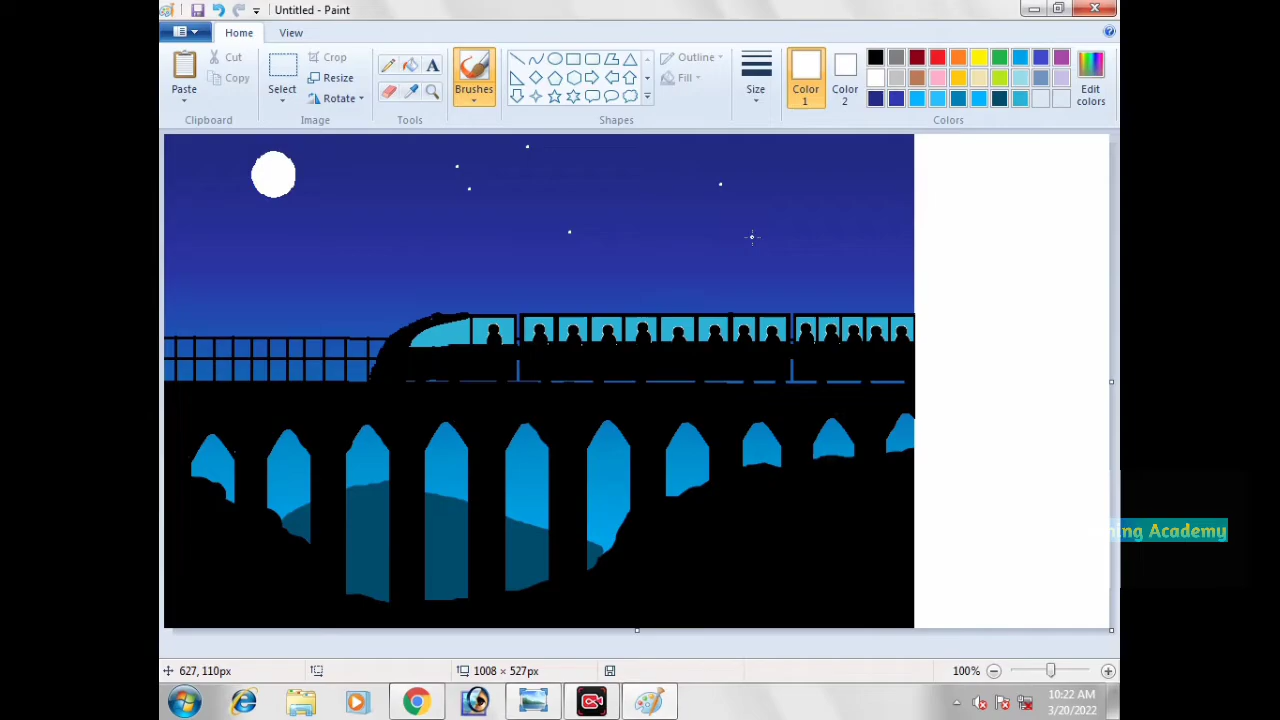 Untitled - Paint
Home
View
Paste
Cut
Copy
Clipboard
Select
Crop
Resize
Rotate
Image
A
Tools
Brushes
Shapes
Outline
Fill
Size
Color 1
Color 2
Edit colors
Colors
ning Academy
627, 110px
1008 × 527px
100%
10:22 AM
3/20/2022